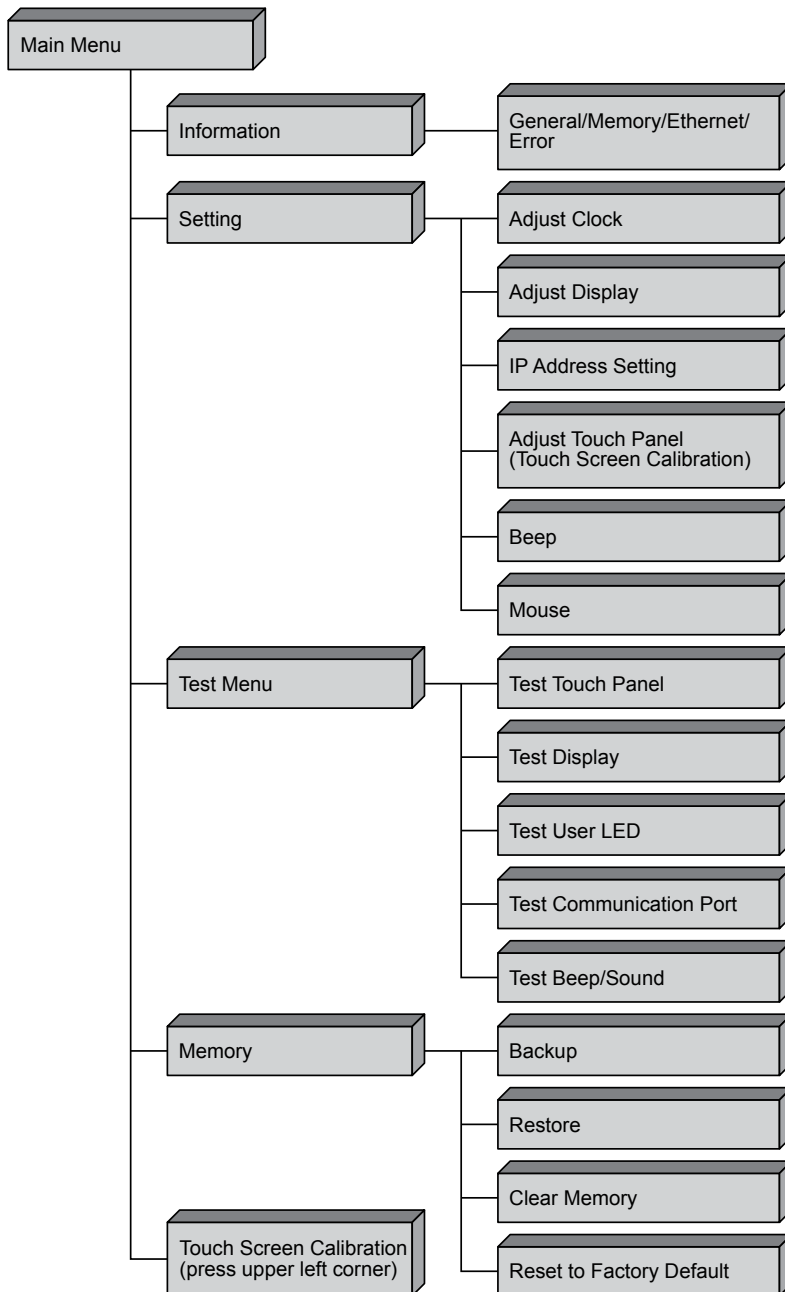 Main Menu
Information
General/Memory/Ethernet/
Error
Setting
Adjust Clock
Adjust Display
IP Address Setting
Adjust Touch Panel
(Touch Screen Calibration)
Beep
Mouse
Test Menu
Test Touch Panel
Test Display
Test User LED
Test Communication Port
Test Beep/Sound
Memory
Backup
Restore
Clear Memory
Reset to Factory Default
Touch Screen Calibration
(press upper left corner)